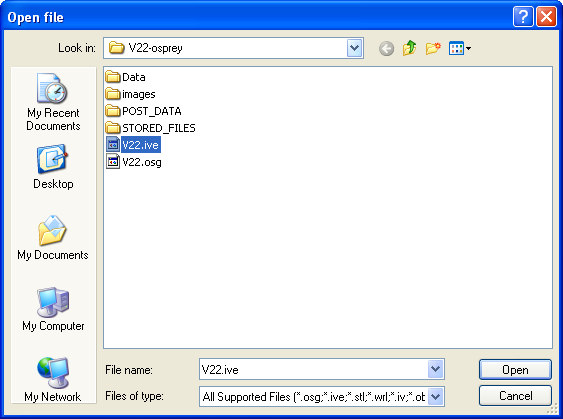 Open file
Look in:
V22-osprey
My Recent
Documents
Desktop
My Documents
My Computer
My Network
Data
images
POST_DATA
STORED_FILES
V22.ive
V22.osg
File name:
V22.ive
Open
Files of type:
All Supported Files (*.osg;*.ive;*.stl;*.wrl;*.iv;*.ob
Cancel